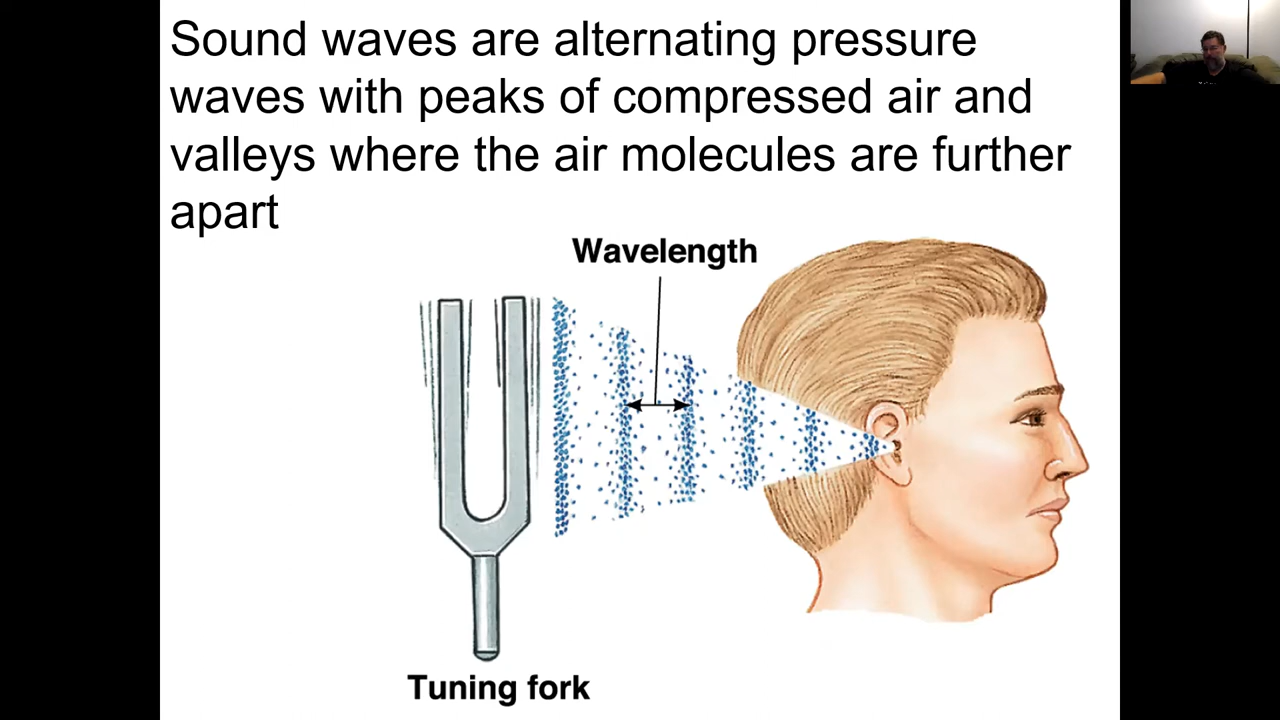 Sound waves are alternating pressure
waves with peaks of compressed air and
valleys where the air molecules are further
apart
Wavelength
Tuning fork